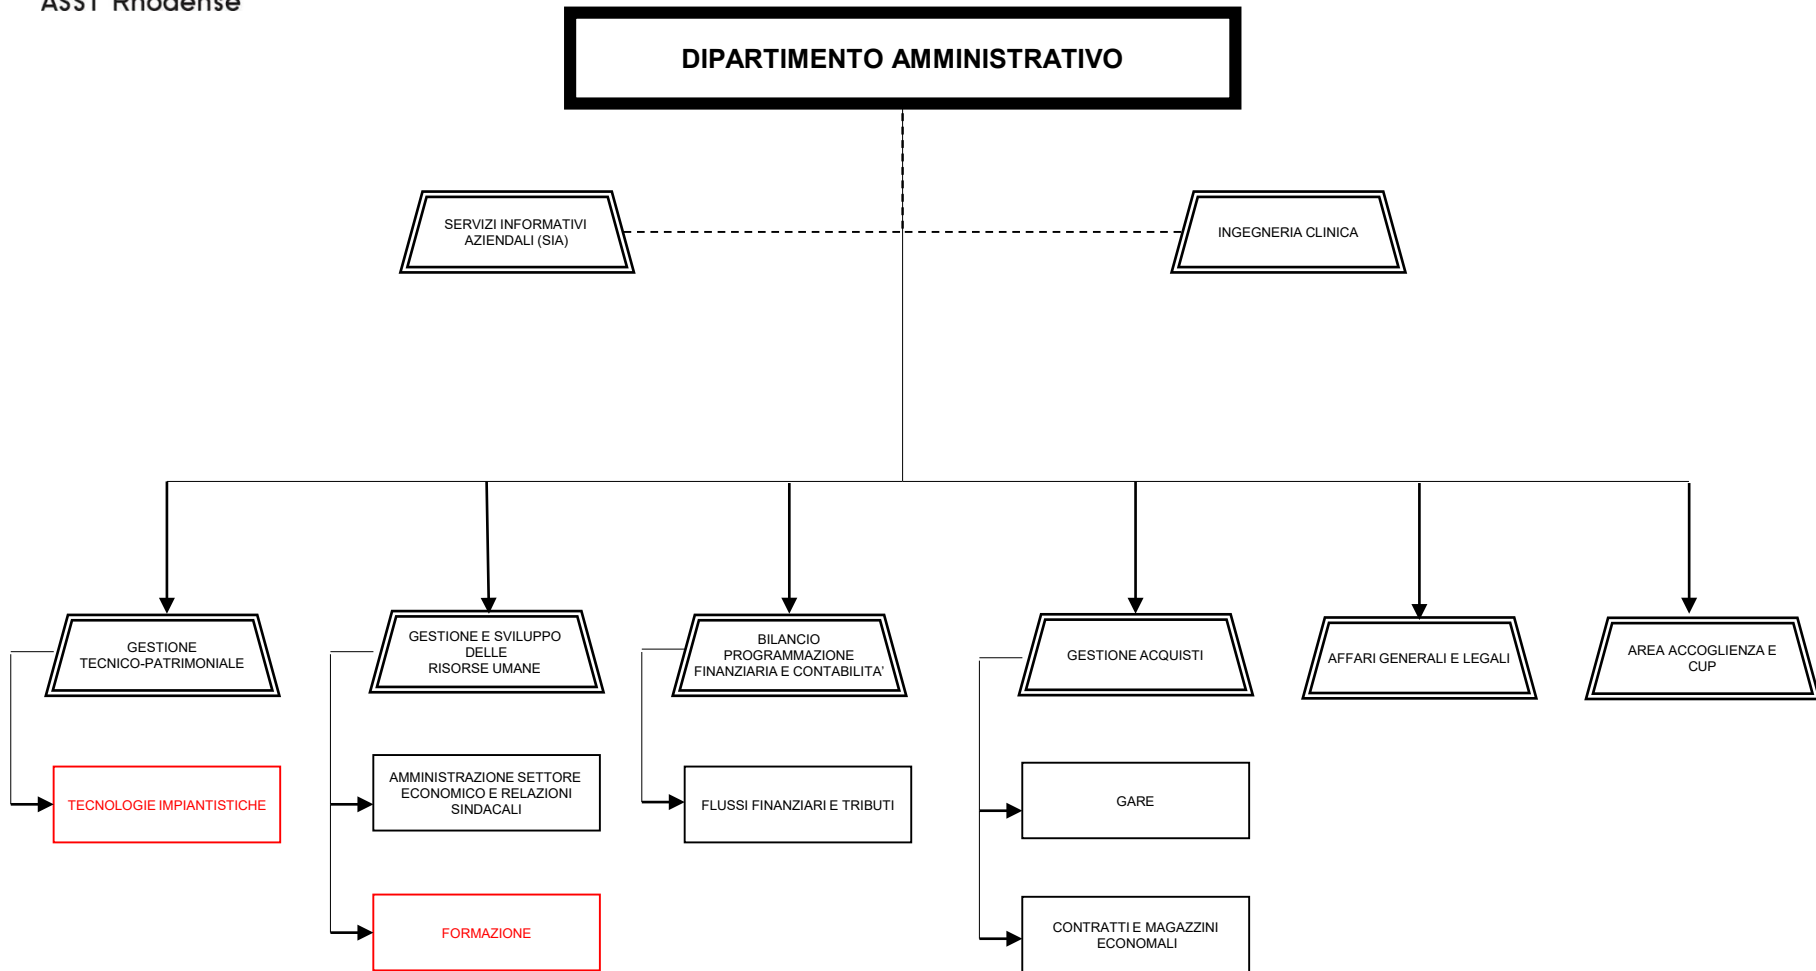 ASST Rhodense
DIPARTIMENTO AMMINISTRATIVO
SERVIZI INFORMATIVI
AZIENDALI (SIA)
INGEGNERIA CLINICA
GESTIONE
TECNICO-PATRIMONIALE
GESTIONE E SVILUPPO
DELLE
RISORSE UMANE
BILANCIO
PROGRAMMAZIONE
FINANZIARIA E CONTABILITA'
GESTIONE ACQUISTI
AFFARI GENERALI E LEGALI
AREA ACCOGLIENZA E
CUP
TECNOLOGIE IMPIANTISTICHE
AMMINISTRAZIONE SETTORE
ECONOMICO E RELAZIONI
SINDACALI
FLUSSI FINANZIARI E TRIBUTI
GARE
FORMAZIONE
CONTRATTI E MAGAZZINI
ECONOMALI